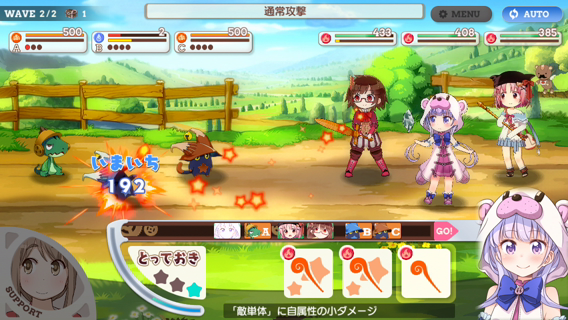 WAVE 2/2 1
通常攻撃
MENU
AUTO
500
2
500
A
B
C
433
408
385
いまいち
192
A
B
C
GO!
とっておき
SUPPORT
「敵単体」に自属性の小ダメージ